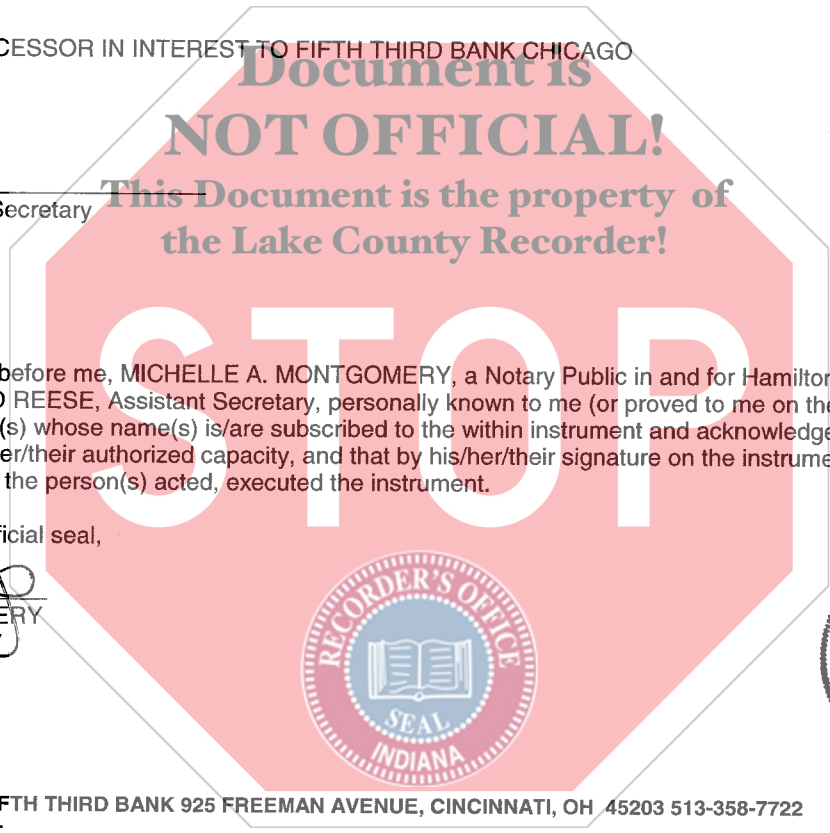 CESSOR IN INTEREST TO FIFTH THIRD BANK CHICAGO
Document is
NOT OFFICIAL!
This Document is the property of
Secretary
the Lake County Recorder!
STOP
before me, MICHELLE A. MONTGOMERY, a Notary Public in and for Hamilton
D REESE, Assistant Secretary, personally known to me (or proved to me on the
(s) whose name(s) is/are subscribed to the within instrument and acknowledge
er/their authorized capacity, and that by his/her/their signature on the instrume
the person(s) acted, executed the instrument.
ficial seal,
ERY
RECORDER'S OFFICE
SEAL
INDIANA
FTH THIRD BANK 925 FREEMAN AVENUE, CINCINNATI, OH 45203 513-358-7722